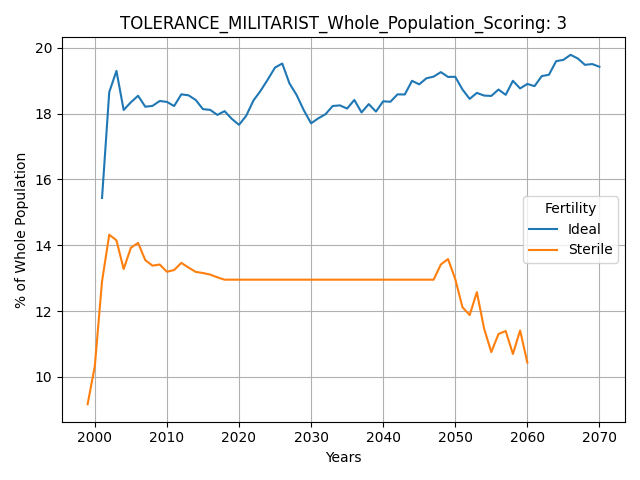 TOLERANCE_MILITARIST_Whole_Population_Scoring: 3
% of Whole Population
20
18
16
14
12
10
Fertility
Ideal
Sterile
2000 2010 2020 2030 2040 2050 2060 2070
Years